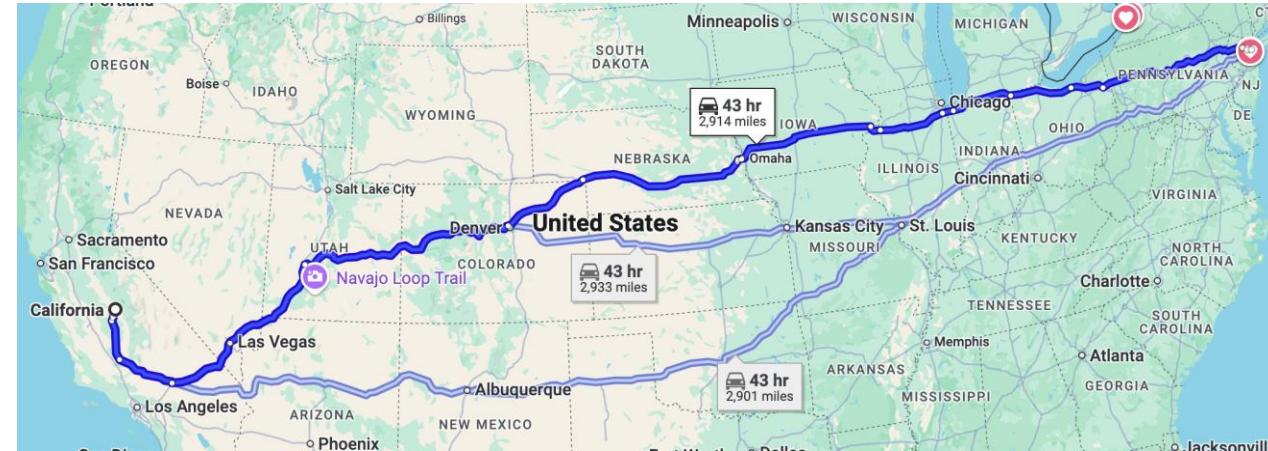 Billings
Minneapolis
WISCONSIN
MICHIGAN
OREGON
SOUTH
DAKOTA
Boise
IDAHO
WYOMING
PENNSYLVANIA
NJ
43 hr
2,914 miles
IOWA
Chicago
OHIO
DE
NEBRASKA
Omaha
INDIANA
ILLINOIS
Cincinnati
Salt Lake City
VIRGINIA
NEVADA
Denver
United States
Kansas City
St. Louis
Sacramento
UTAH
MISSOURI
KENTUCKY
San Francisco
COLORADO
NORTH
CAROLINA
Navajo Loop Trail
43 hr
2,933 miles
Charlotte
California
TENNESSEE
SOUTH
CAROLINA
Las Vegas
Memphis
Atlanta
43 hr
2,901 miles
ARKANSAS
GEORGIA
Albuquerque
MISSISSIPPI
Los Angeles
ARIZONA
NEW MEXICO
Phoenix